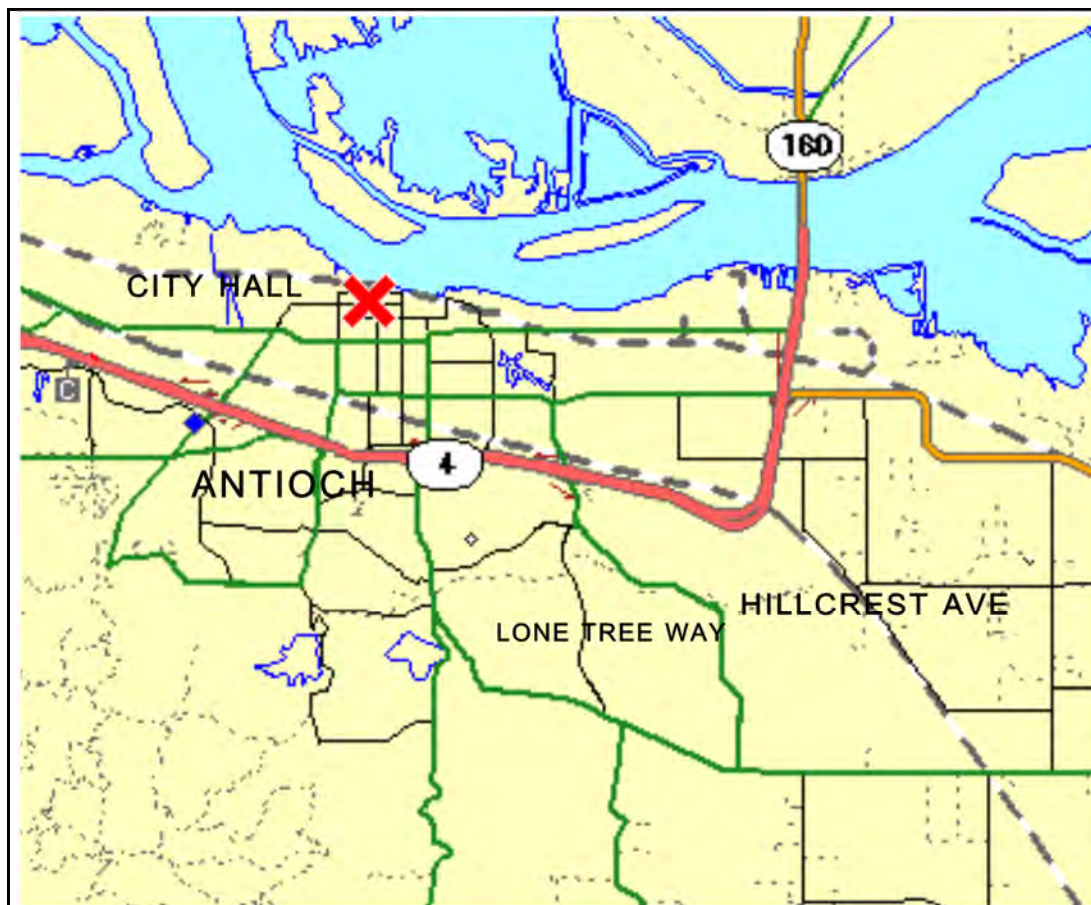 160
CITY HALL
C
4
ANTIOCH
HILLCREST AVE
LONE TREE WAY